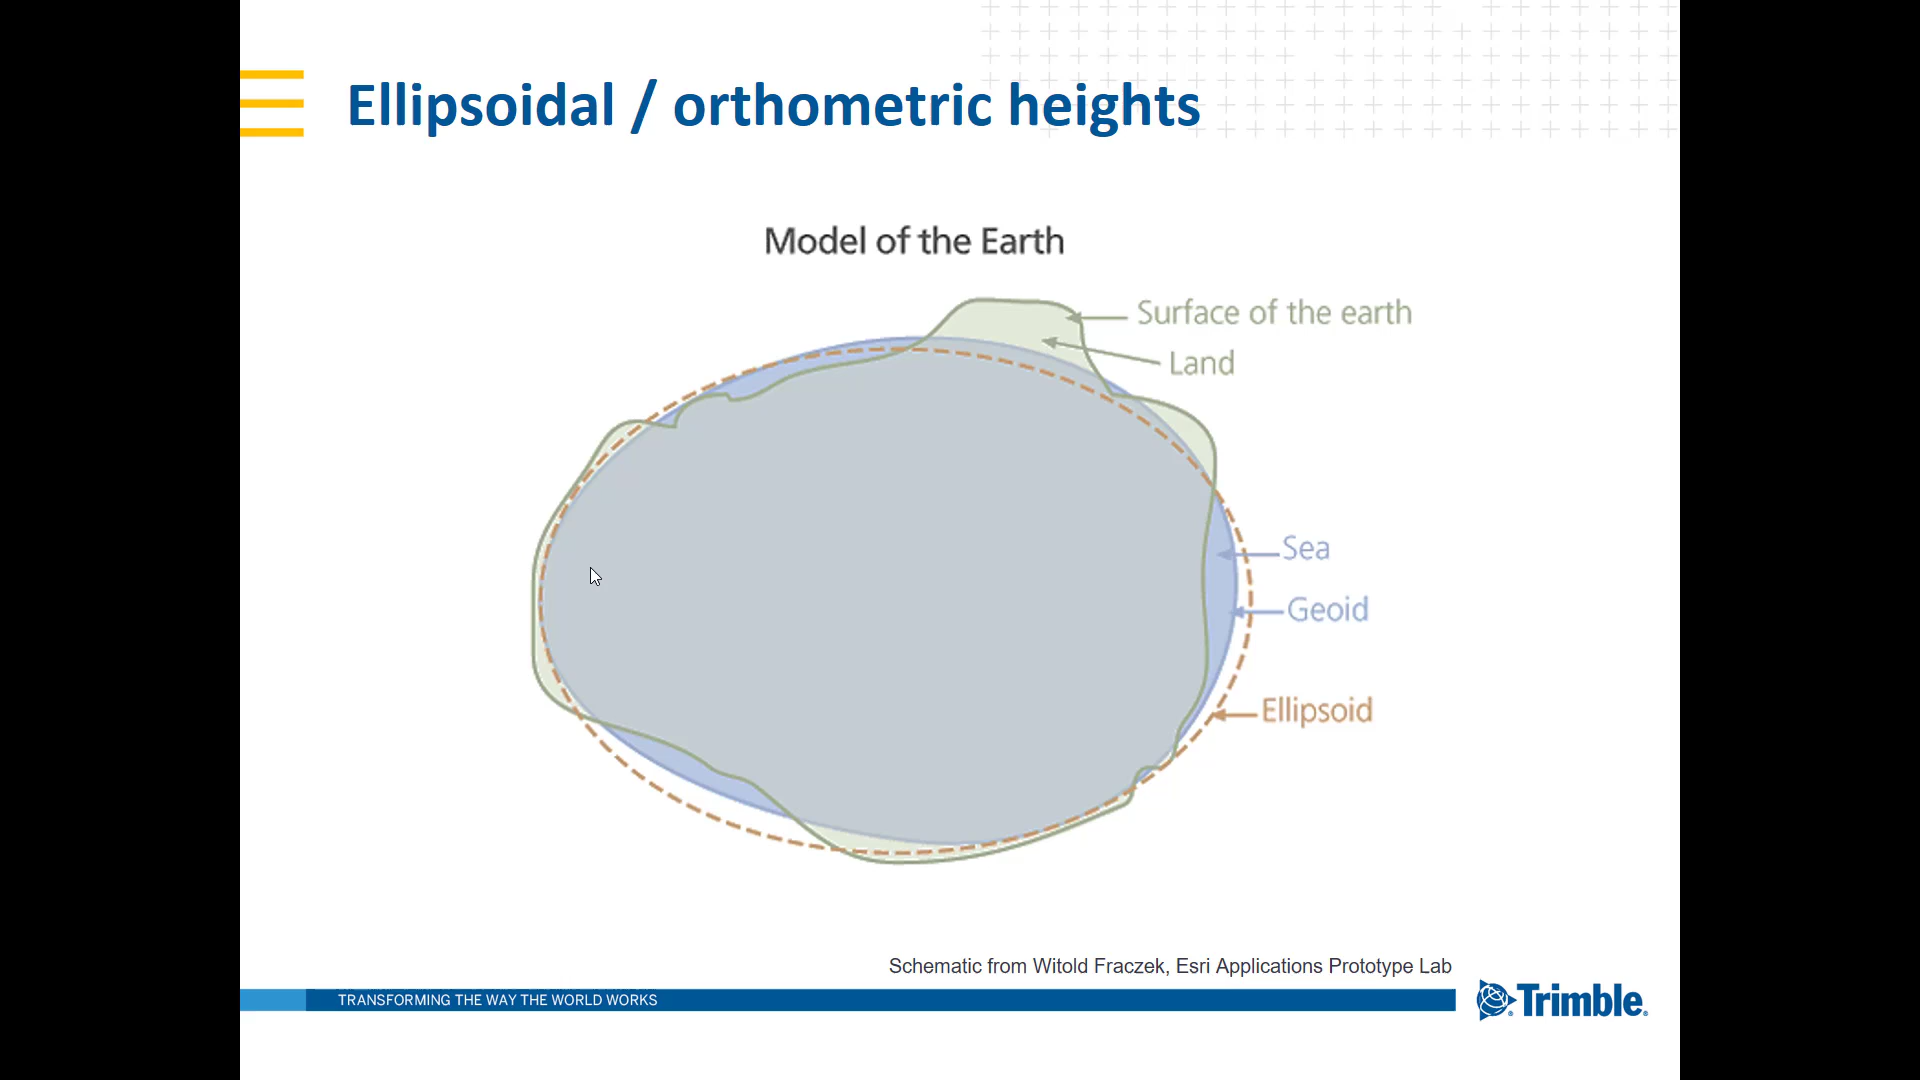 Ellipsoidal / orthometric heights
Model of the Earth
Surface of the earth
Land
Sea
Geoid
Ellipsoid
Schematic from Witold Fraczek, Esri Applications Prototype Lab
TRANSFORMING THE WAY THE WORLD WORKS
Trimble